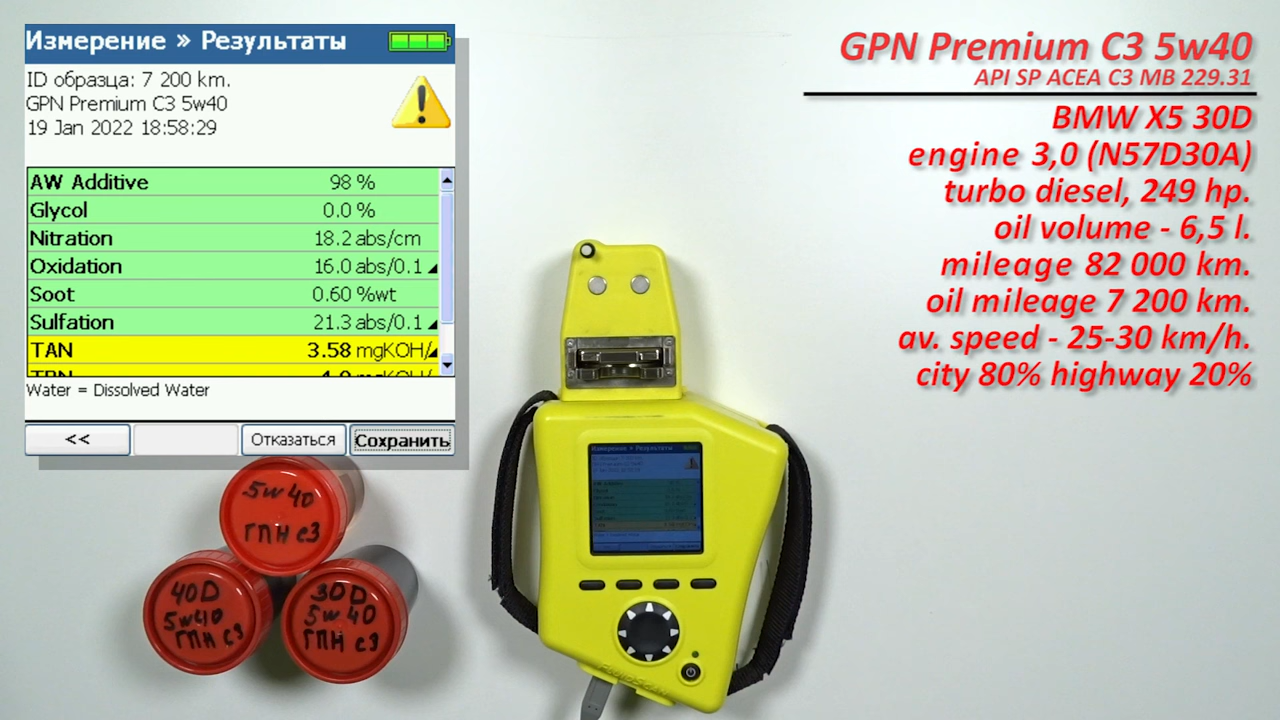 Измерение » Результаты
ID образца: 7 200 km.
GPN Premium C3 5w40
19 Jan 2022 18:58:29
AW Additive 98 %
Glycol 0.0 %
Nitration 18.2 abs/cm
Oxidation 16.0 abs/0.1
Soot 0.60 %wt
Sulfation 21.3 abs/0.1
TAN 3.58 mgKOH/
Water = Dissolved Water
<< Отказаться Сохранить
GPN Premium C3 5w40
API SP ACEA C3 MB 229.31
BMW X5 30D
engine 3,0 (N57D30A)
turbo diesel, 249 hp.
oil volume - 6,5 l.
mileage 82 000 km.
oil mileage 7 200 km.
av. speed - 25-30 km/h.
city 80% highway 20%
5w40
ГПН с3
40D
5w40
ГПН с3
30D
5w40
ГПН с3
Измерение » Результаты